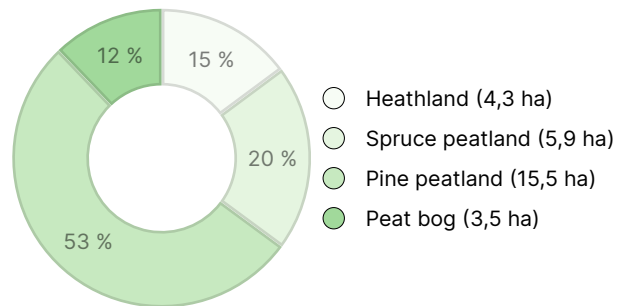 12 %
15 %
20 %
53 %
Heathland (4,3 ha)
Spruce peatland (5,9 ha)
Pine peatland (15,5 ha)
Peat bog (3,5 ha)